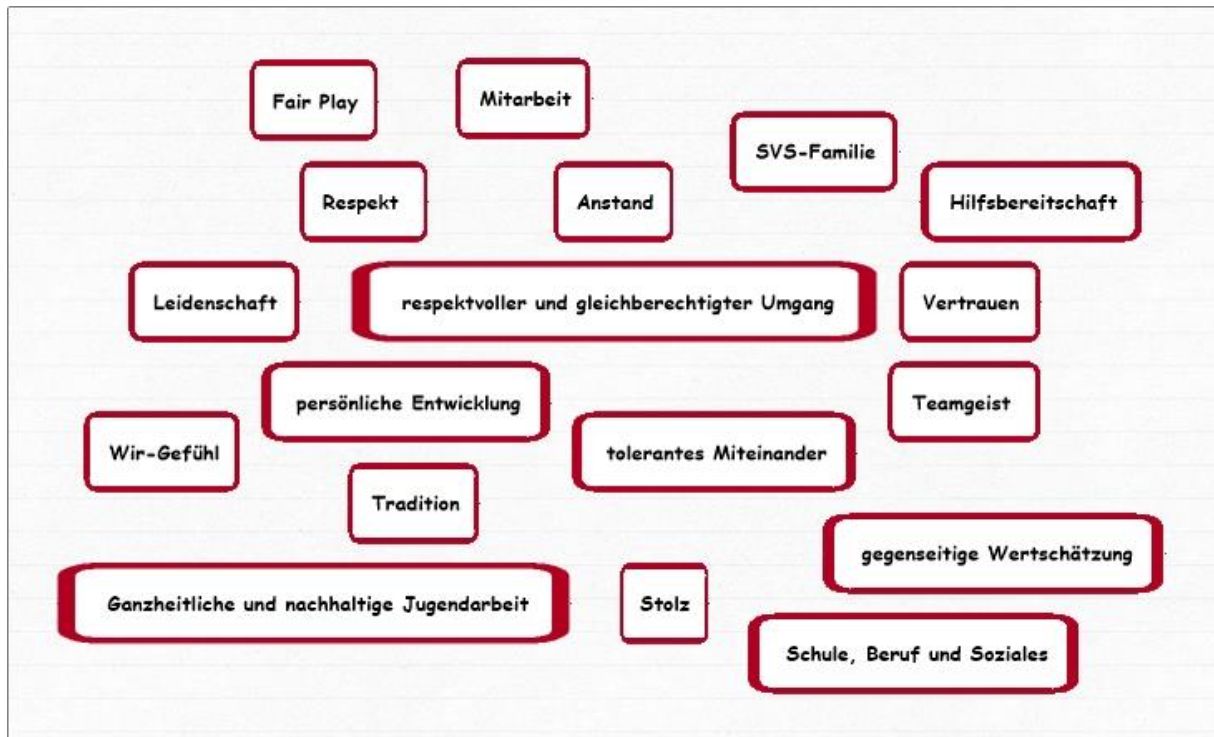 Fair Play
Mitarbeit
SVS-Familie
Respekt
Anstand
Hilfsbereitschaft
Leidenschaft
respektvoller und gleichberechtigter Umgang
Vertrauen
persönliche Entwicklung
Teamgeist
Wir-Gefühl
tolerantes Miteinander
Tradition
gegenseitige Wertschätzung
Ganzheitliche und nachhaltige Jugendarbeit
Stolz
Schule, Beruf und Soziales